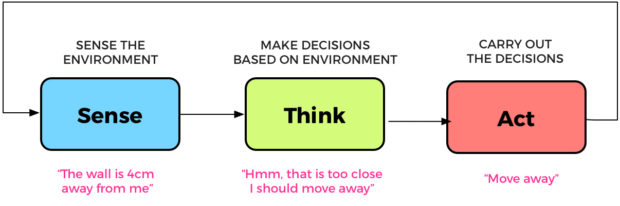 SENSE THE
ENVIRONMENT
MAKE DECISIONS
BASED ON ENVIRONMENT
CARRY OUT
THE DECISIONS
Sense
Think
Act
“The wall is 4cm
away from me”
“Hmm, that is too close
I should move away”
“Move away”